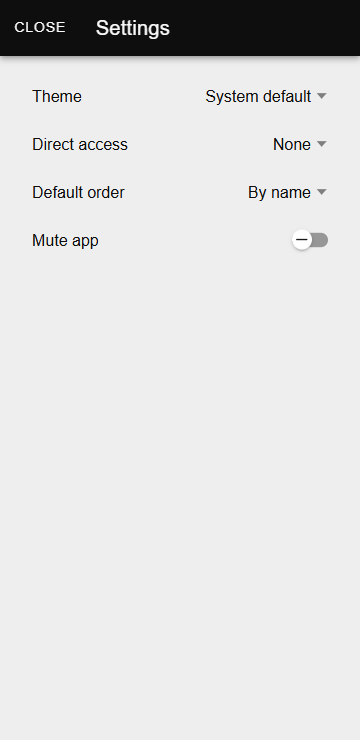 CLOSE Settings
Theme System default
Direct access None
Default order By name
Mute app